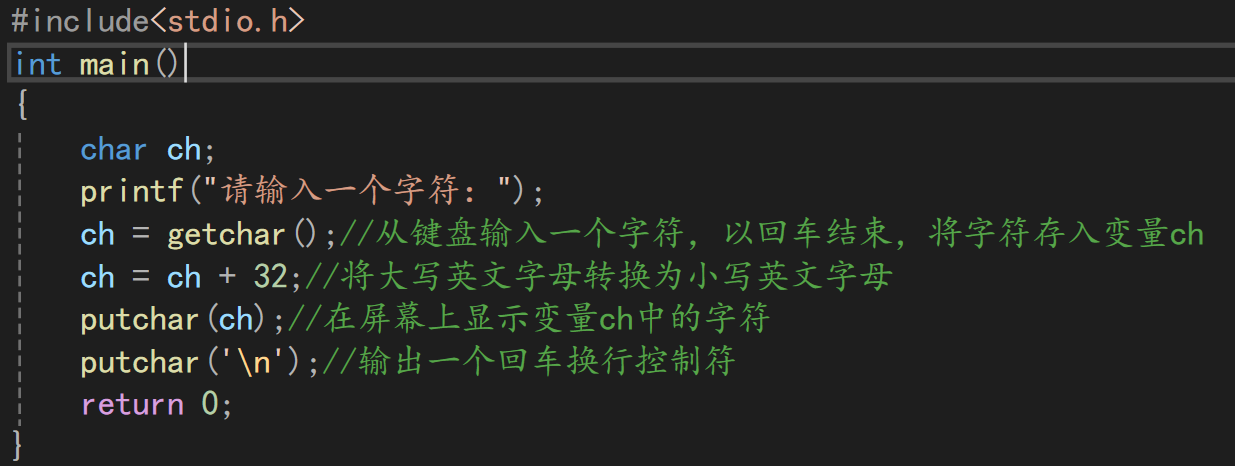 #include<stdio.h>
int main()
{
    char ch;
    printf("请输入一个字符：");
    ch = getchar();//从键盘输入一个字符，以回车结束，将字符存入变量ch
    ch = ch + 32;//将大写英文字母转换为小写英文字母
    putchar(ch);//在屏幕上显示变量ch中的字符
    putchar('\n');//输出一个回车换行控制符
    return 0;
}